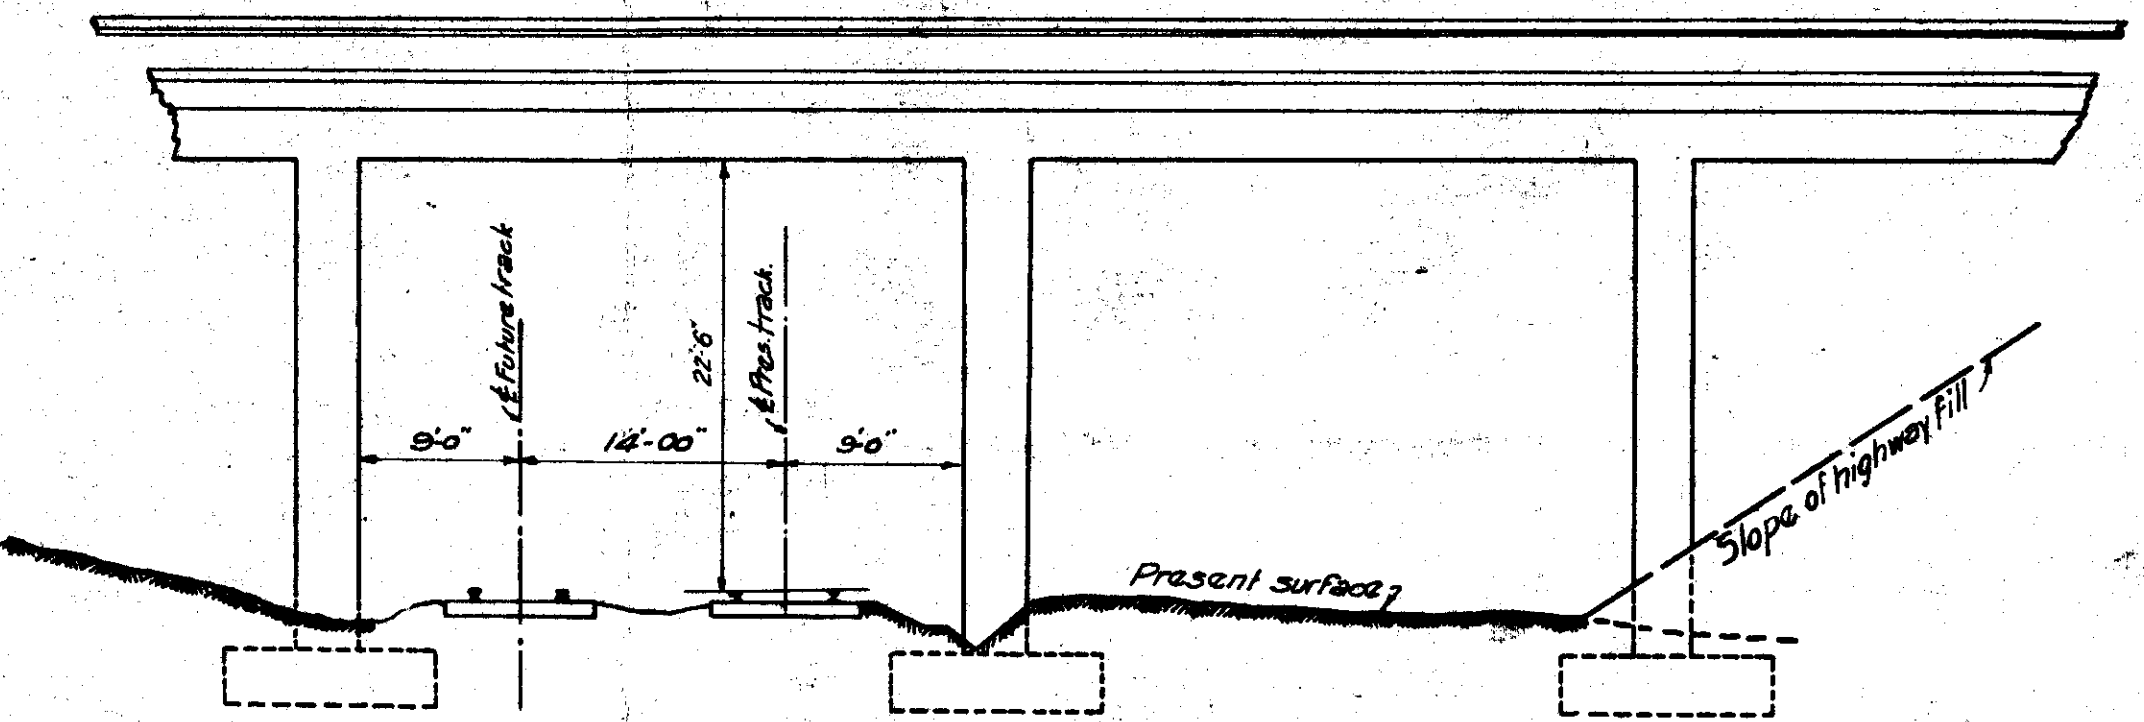 ℄ Future track
22'-6"
℄ Pres. track.
9'-0"
14'-00"
9'-0"
Present surface
Slope of highway fill